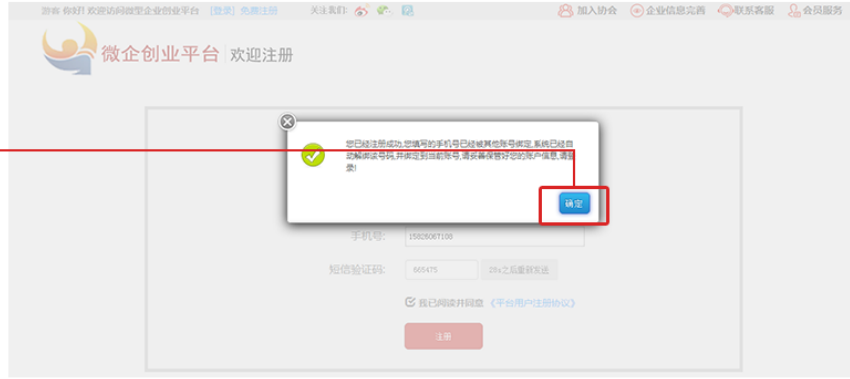 游客 你好! 欢迎访问微型企业创业平台 [登录] 免费注册 关注我们: 加入协会 企业信息完善 联系客服 会员服务
微企创业平台 欢迎注册
您已经注册成功,您填写的手机号已经被其他账号绑定,系统已经自
动解绑该号码,并绑定到当前账号,请妥善保管好您的账户信息,请登
录!
确定
手机号: 15826067108
短信验证码: 665475 28s之后重新发送
我已阅读并同意 《平台用户注册协议》
注册